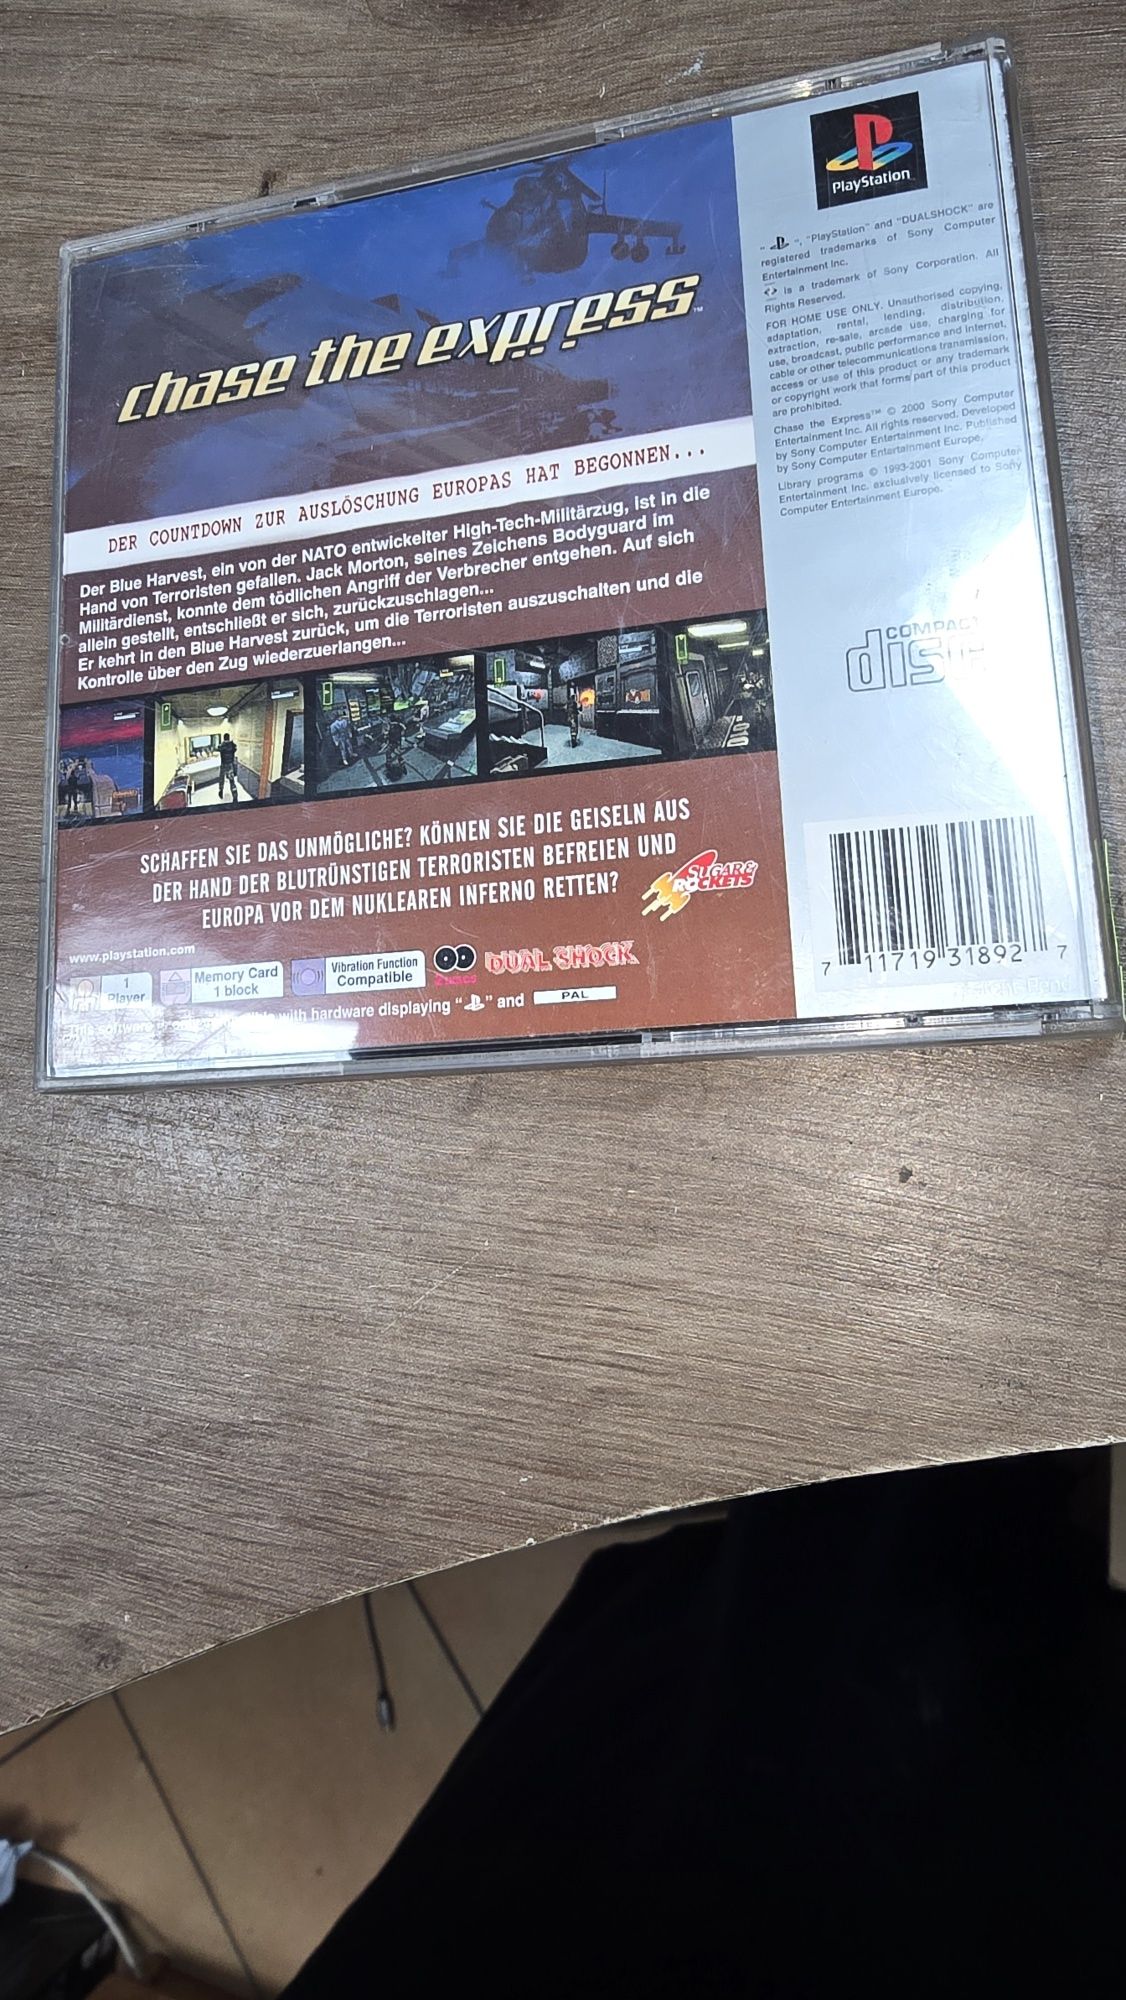 chase the express™
DER COUNTDOWN ZUR AUSLÖSCHUNG EUROPAS HAT BEGONNEN...
Der Blue Harvest, ein von der NATO entwickelter High-Tech-Militärzug, ist in die
Hand von Terroristen gefallen. Jack Morton, seines Zeichens Bodyguard im
Militärdienst, konnte dem tödlichen Angriff der Verbrecher entgehen. Auf sich
allein gestellt, entschließt er sich, zurückzuschlagen...
Er kehrt in den Blue Harvest zurück, um die Terroristen auszuschalten und die
Kontrolle über den Zug wiederzuerlangen...
SCHAFFEN SIE DAS UNMÖGLICHE? KÖNNEN SIE DIE GEISELN AUS
DER HAND DER BLUTRÜNSTIGEN TERRORISTEN BEFREIEN UND
EUROPA VOR DEM NUKLEAREN INFERNO RETTEN?
SUGAR &
ROCKETS
www.playstation.com
1
Player
Memory Card
1 block
Vibration Function
Compatible
2 Discs
DUAL SHOCK
This software is with hardware displaying " " and PAL
PlayStation
" ", "PlayStation" and "DUALSHOCK" are
registered trademarks of Sony Computer
Entertainment Inc.
is a trademark of Sony Corporation. All
Rights Reserved.
FOR HOME USE ONLY. Unauthorised copying,
adaptation, rental, lending, distribution,
extraction, re-sale, arcade use, charging for
use, broadcast, public performance and internet,
cable or other telecommunications transmission,
access or use of this product or any trademark
or copyright work that forms part of this product
are prohibited.
Chase the Express™ © 2000 Sony Computer
Entertainment Inc. All rights reserved. Developed
by Sony Computer Entertainment Inc. Published
by Sony Computer Entertainment Europe.
Library programs © 1993-2001 Sony Computer
Entertainment Inc. exclusively licensed to Sony
Computer Entertainment Europe.
COMPACT
disc
7 11719 31892 7